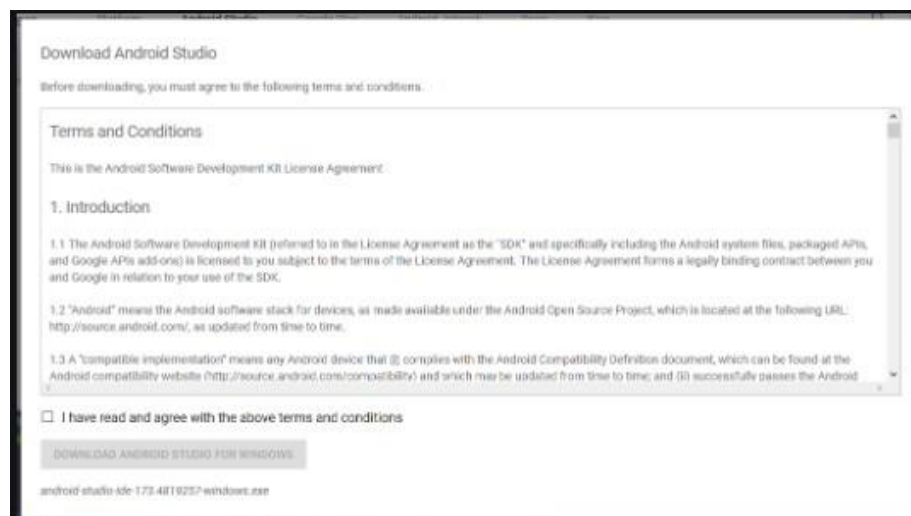 Android Studio
Download Android Studio
Before downloading, you must agree to the following terms and conditions.
Terms and Conditions
This is the Android Software Development Kit License Agreement
1. Introduction
1.1 The Android Software Development Kit (referred to in the License Agreement as the "SDK" and specifically including the Android system files, packaged APIs,
and Google APIs add-ons) is licensed to you subject to the terms of the License Agreement. The License Agreement forms a legally binding contract between you
and Google in relation to your use of the SDK.
1.2 "Android" means the Android software stack for devices, as made available under the Android Open Source Project, which is located at the following URL:
http://source.android.com/, as updated from time to time.
1.3 A "compatible implementation" means any Android device that (i) complies with the Android Compatibility Definition document, which can be found at the
Android compatibility website (http://source.android.com/compatibility) and which may be updated from time to time; and (ii) successfully passes the Android
I have read and agree with the above terms and conditions
DOWNLOAD ANDROID STUDIO FOR WINDOWS
android-studio-ide-173.4819257-windows.exe